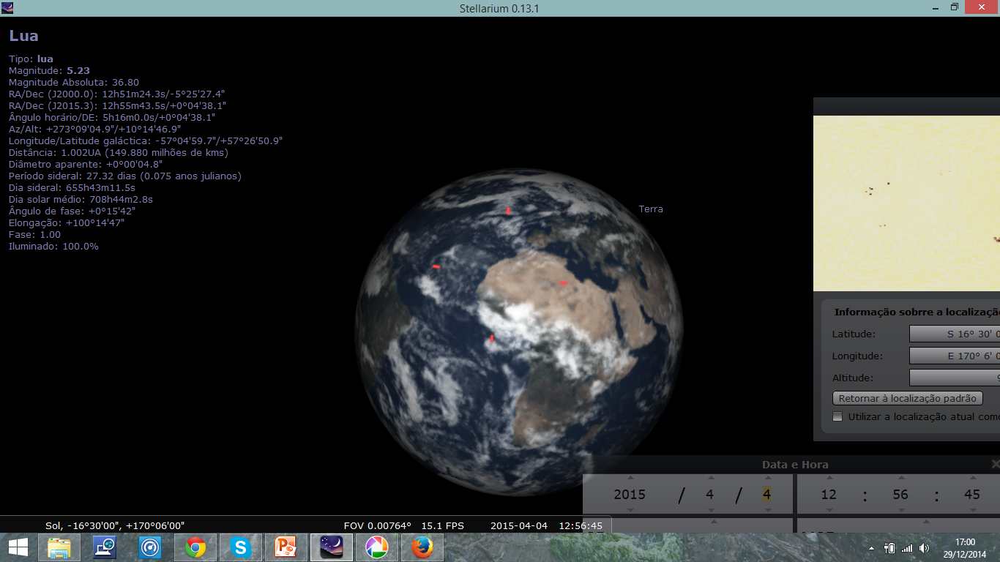 Stellarium 0.13.1
Lua
Tipo: lua
Magnitude: 5.23
Magnitude Absoluta: 36.80
RA/Dec (J2000.0): 12h51m24.3s/-5°25'27.4"
RA/Dec (J2015.3): 12h55m43.5s/+0°04'38.1"
Ângulo horário/DE: 5h16m0.0s/+0°04'38.1"
Az/Alt: +273°09'04.9"/+10°14'46.9"
Longitude/Latitude galáctica: -57°04'59.7"/+57°26'50.9"
Distância: 1.002UA (149.880 milhões de kms)
Diâmetro aparente: +0°00'04.8"
Período sideral: 27.32 dias (0.075 anos julianos)
Dia sideral: 655h43m11.5s
Dia solar médio: 708h44m2.8s
Ângulo de fase: +0°15'42"
Elongação: +100°14'47"
Fase: 1.00
Iluminado: 100.0%
Terra
Informação sobrre a localização
Latitude: S 16° 30' 0
Longitude: E 170° 6' 0
Altitude: 9
Retornar à localização padrão
Utilizar a localização atual como
Data e Hora
2015 / 4 / 4 12 : 56 : 45
Sol, -16°30'00", +170°06'00" FOV 0.00764° 15.1 FPS 2015-04-04 12:56:45
17:00
29/12/2014